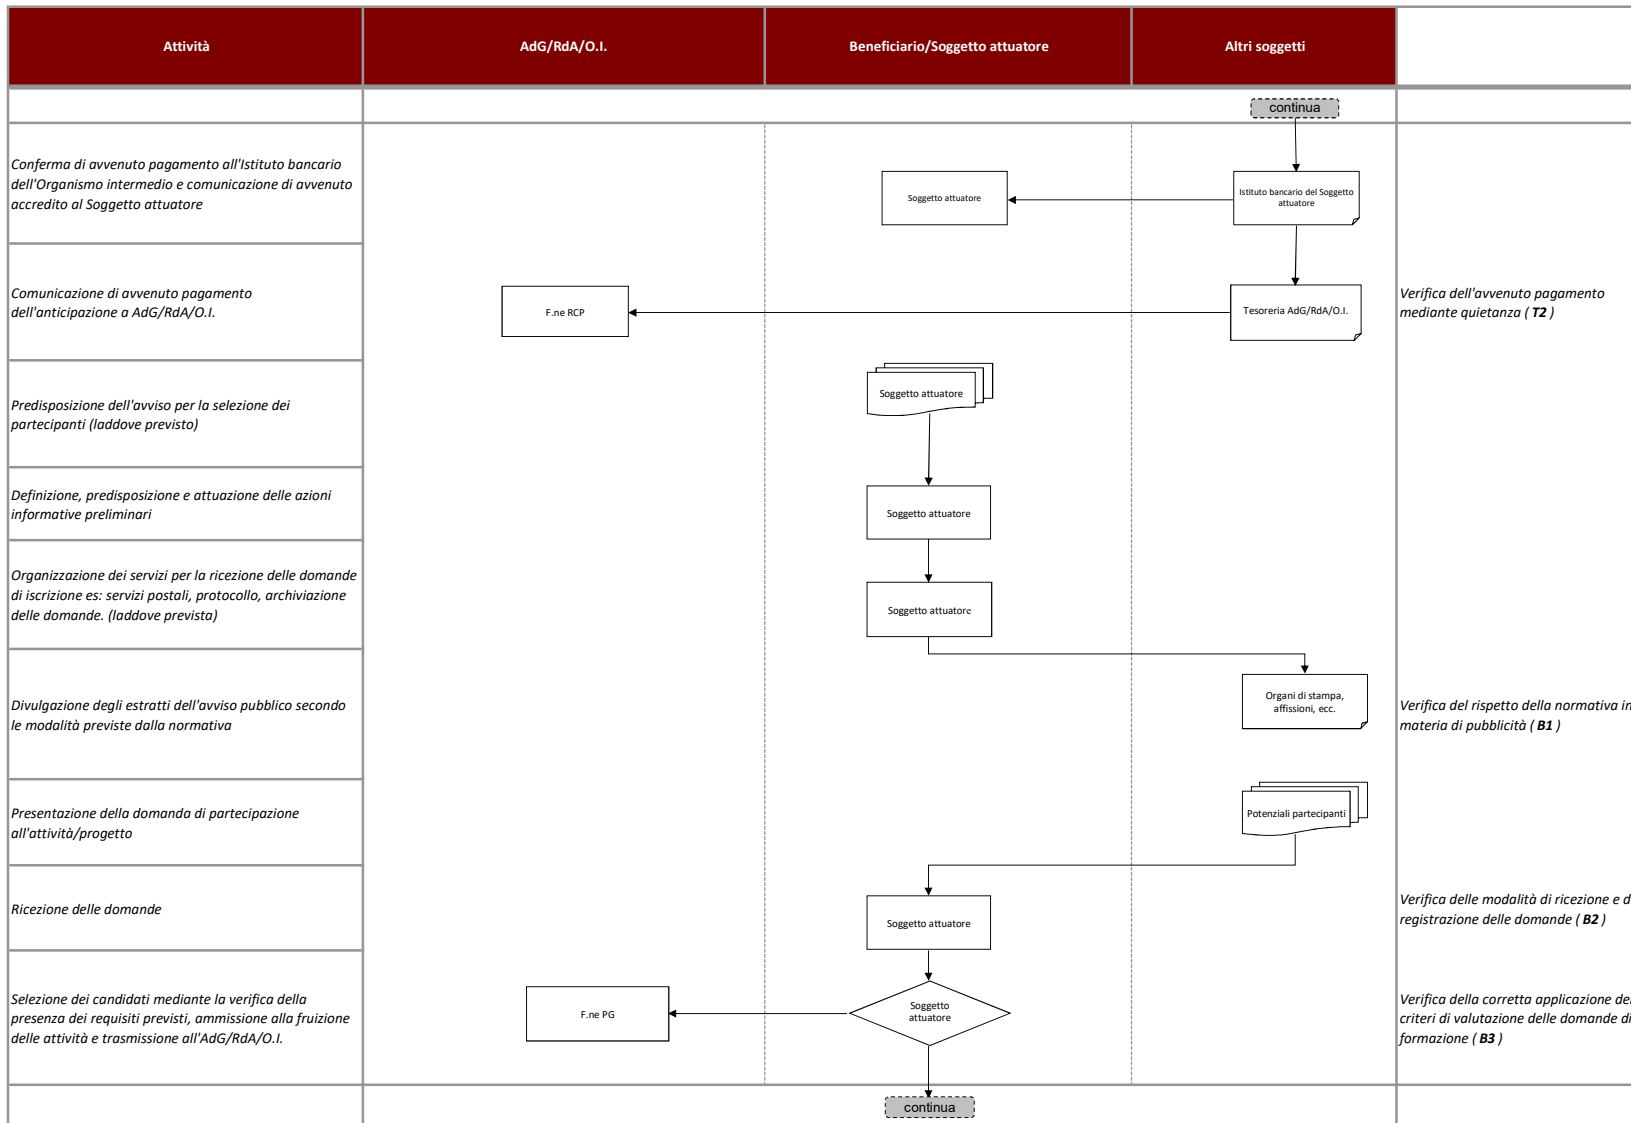 Attività
AdG/RdA/O.I.
Beneficiario/Soggetto attuatore
Altri soggetti
continua
Conferma di avvenuto pagamento all'Istituto bancario
dell'Organismo intermedio e comunicazione di avvenuto
accredito al Soggetto attuatore
Soggetto attuatore
Istituto bancario del Soggetto
attuatore
Comunicazione di avvenuto pagamento
dell'anticipazione a AdG/RdA/O.I.
F.ne RCP
Tesoreria AdG/RdA/O.I.
Verifica dell'avvenuto pagamento
mediante quietanza ( T2 )
Predisposizione dell'avviso per la selezione dei
partecipanti (laddove previsto)
Soggetto attuatore
Definizione, predisposizione e attuazione delle azioni
informative preliminari
Soggetto attuatore
Organizzazione dei servizi per la ricezione delle domande
di iscrizione es: servizi postali, protocollo, archiviazione
delle domande. (laddove prevista)
Soggetto attuatore
Divulgazione degli estratti dell'avviso pubblico secondo
le modalità previste dalla normativa
Organi di stampa,
affissioni, ecc.
Verifica del rispetto della normativa in
materia di pubblicità ( B1 )
Presentazione della domanda di partecipazione
all'attività/progetto
Potenziali partecipanti
Ricezione delle domande
Soggetto attuatore
Verifica delle modalità di ricezione e d
registrazione delle domande ( B2 )
Selezione dei candidati mediante la verifica della
presenza dei requisiti previsti, ammissione alla fruizione
delle attività e trasmissione all'AdG/RdA/O.I.
F.ne PG
Soggetto
attuatore
Verifica della corretta applicazione de
criteri di valutazione delle domande di
formazione ( B3 )
continua